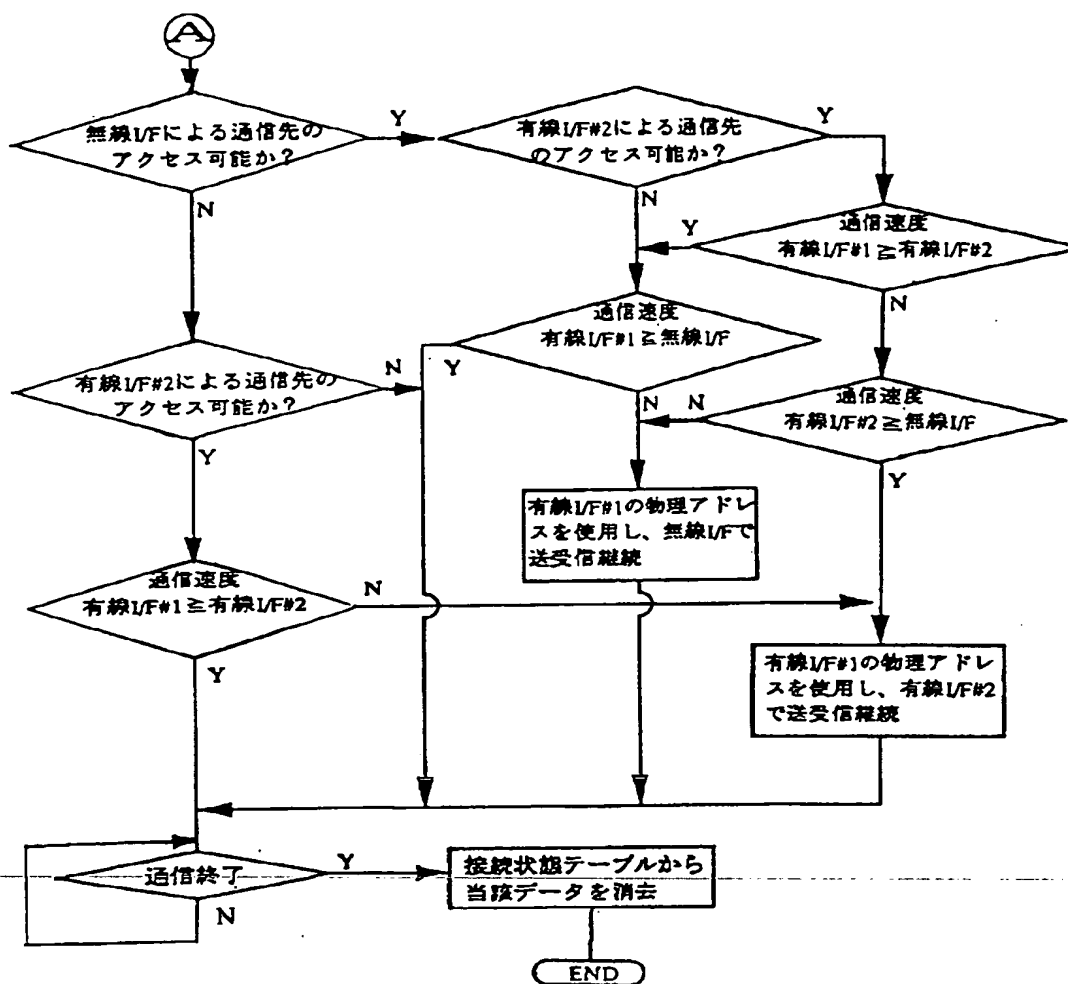 A
無線I/Fによる通信先の
アクセス可能か?
Y
有線I/F#2による通信先
のアクセス可能か?
Y
N
N
Y
通信速度
有線I/F#1≧有線I/F#2
N
通信速度
有線I/F#1≧無線I/F
Y
N
有線I/F#2による通信先の
アクセス可能か?
N
Y
N
通信速度
有線I/F#2≧無線I/F
Y
有線I/F#1の物理アドレ
スを使用し、無線I/Fで
送受信継続
通信速度
有線I/F#1≧有線I/F#2
N
Y
有線I/F#1の物理アドレ
スを使用し、有線I/F#2
で送受信継続
通信終了
Y
N
接続状態テーブルから
当該データを消去
END